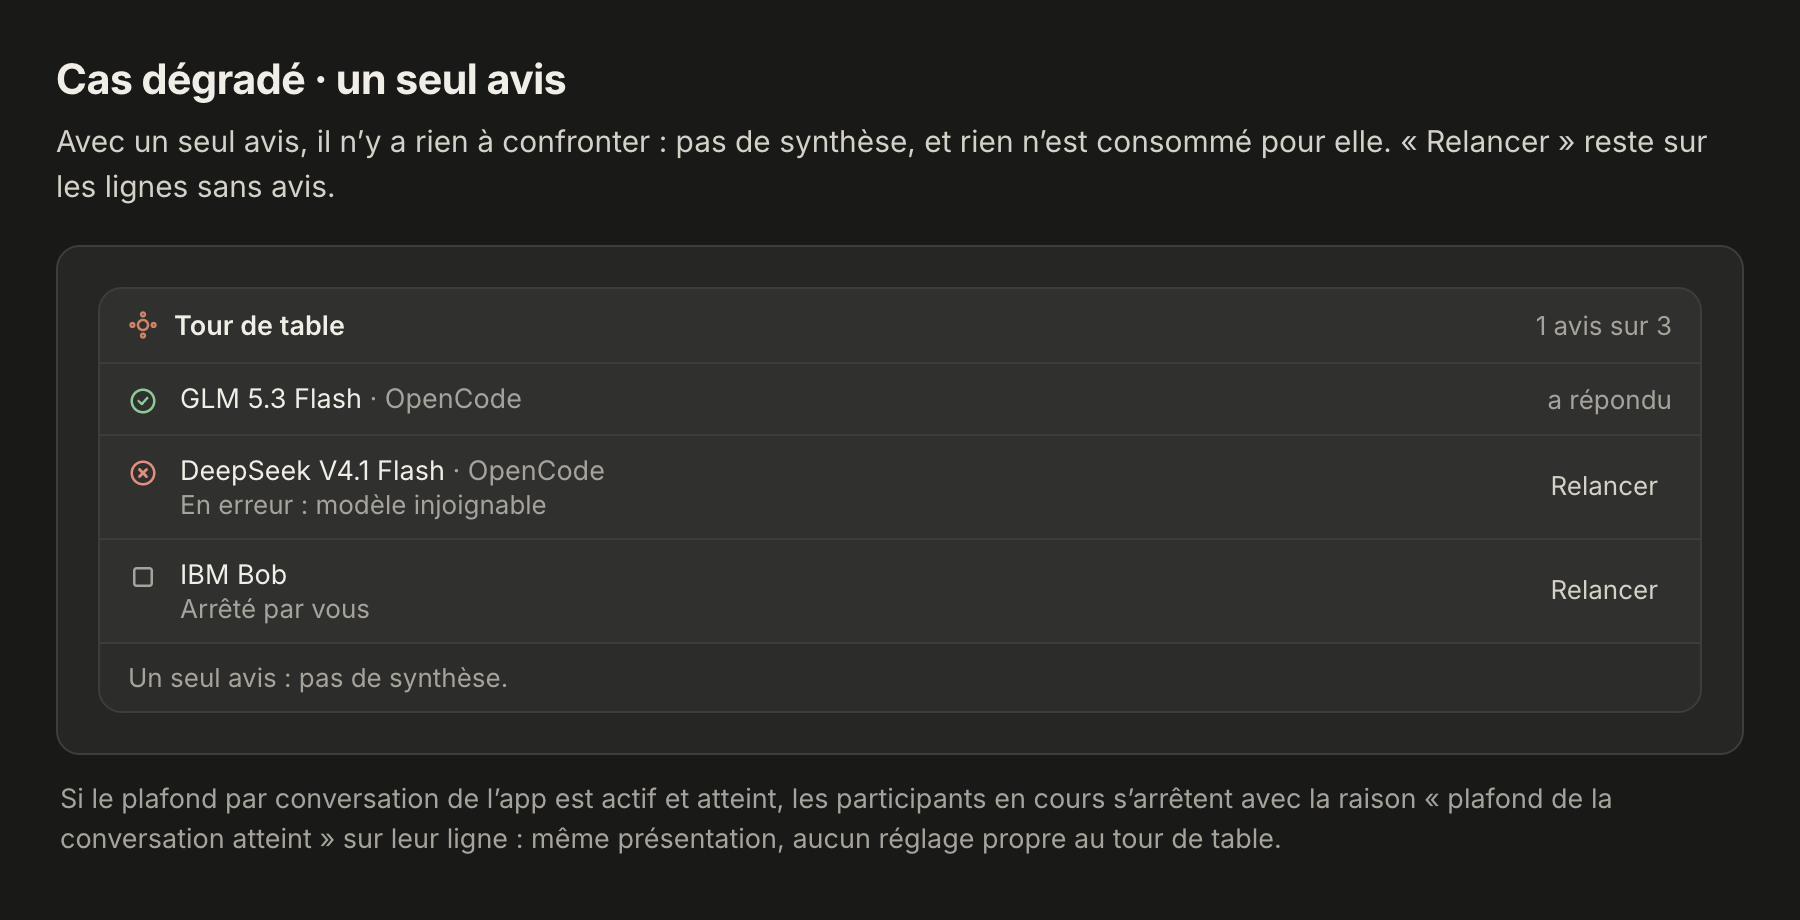 Cas dégradé · un seul avis
Avec un seul avis, il n’y a rien à confronter : pas de synthèse, et rien n’est consommé pour elle. « Relancer » reste sur
les lignes sans avis.
Tour de table
1 avis sur 3
GLM 5.3 Flash · OpenCode
a répondu
DeepSeek V4.1 Flash · OpenCode
En erreur : modèle injoignable
Relancer
IBM Bob
Arrêté par vous
Relancer
Un seul avis : pas de synthèse.
Si le plafond par conversation de l’app est actif et atteint, les participants en cours s’arrêtent avec la raison « plafond de la
conversation atteint » sur leur ligne : même présentation, aucun réglage propre au tour de table.